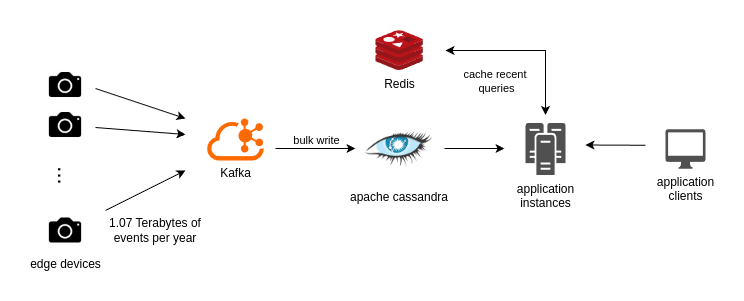 Redis
cache recent
queries
Kafka
bulk write
apache cassandra
application
instances
application
clients
1.07 Terabytes of
events per year
edge devices